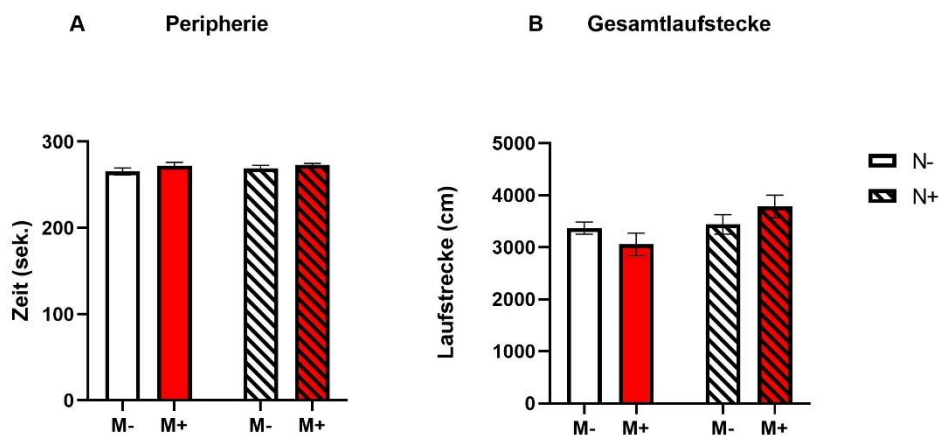 A Peripherie
Zeit (sek.)
300
200
100
0
M- M+ M- M+
B Gesamtlaufstecke
Laufstrecke (cm)
5000
4000
3000
2000
1000
0
M- M+ M- M+
N-
N+